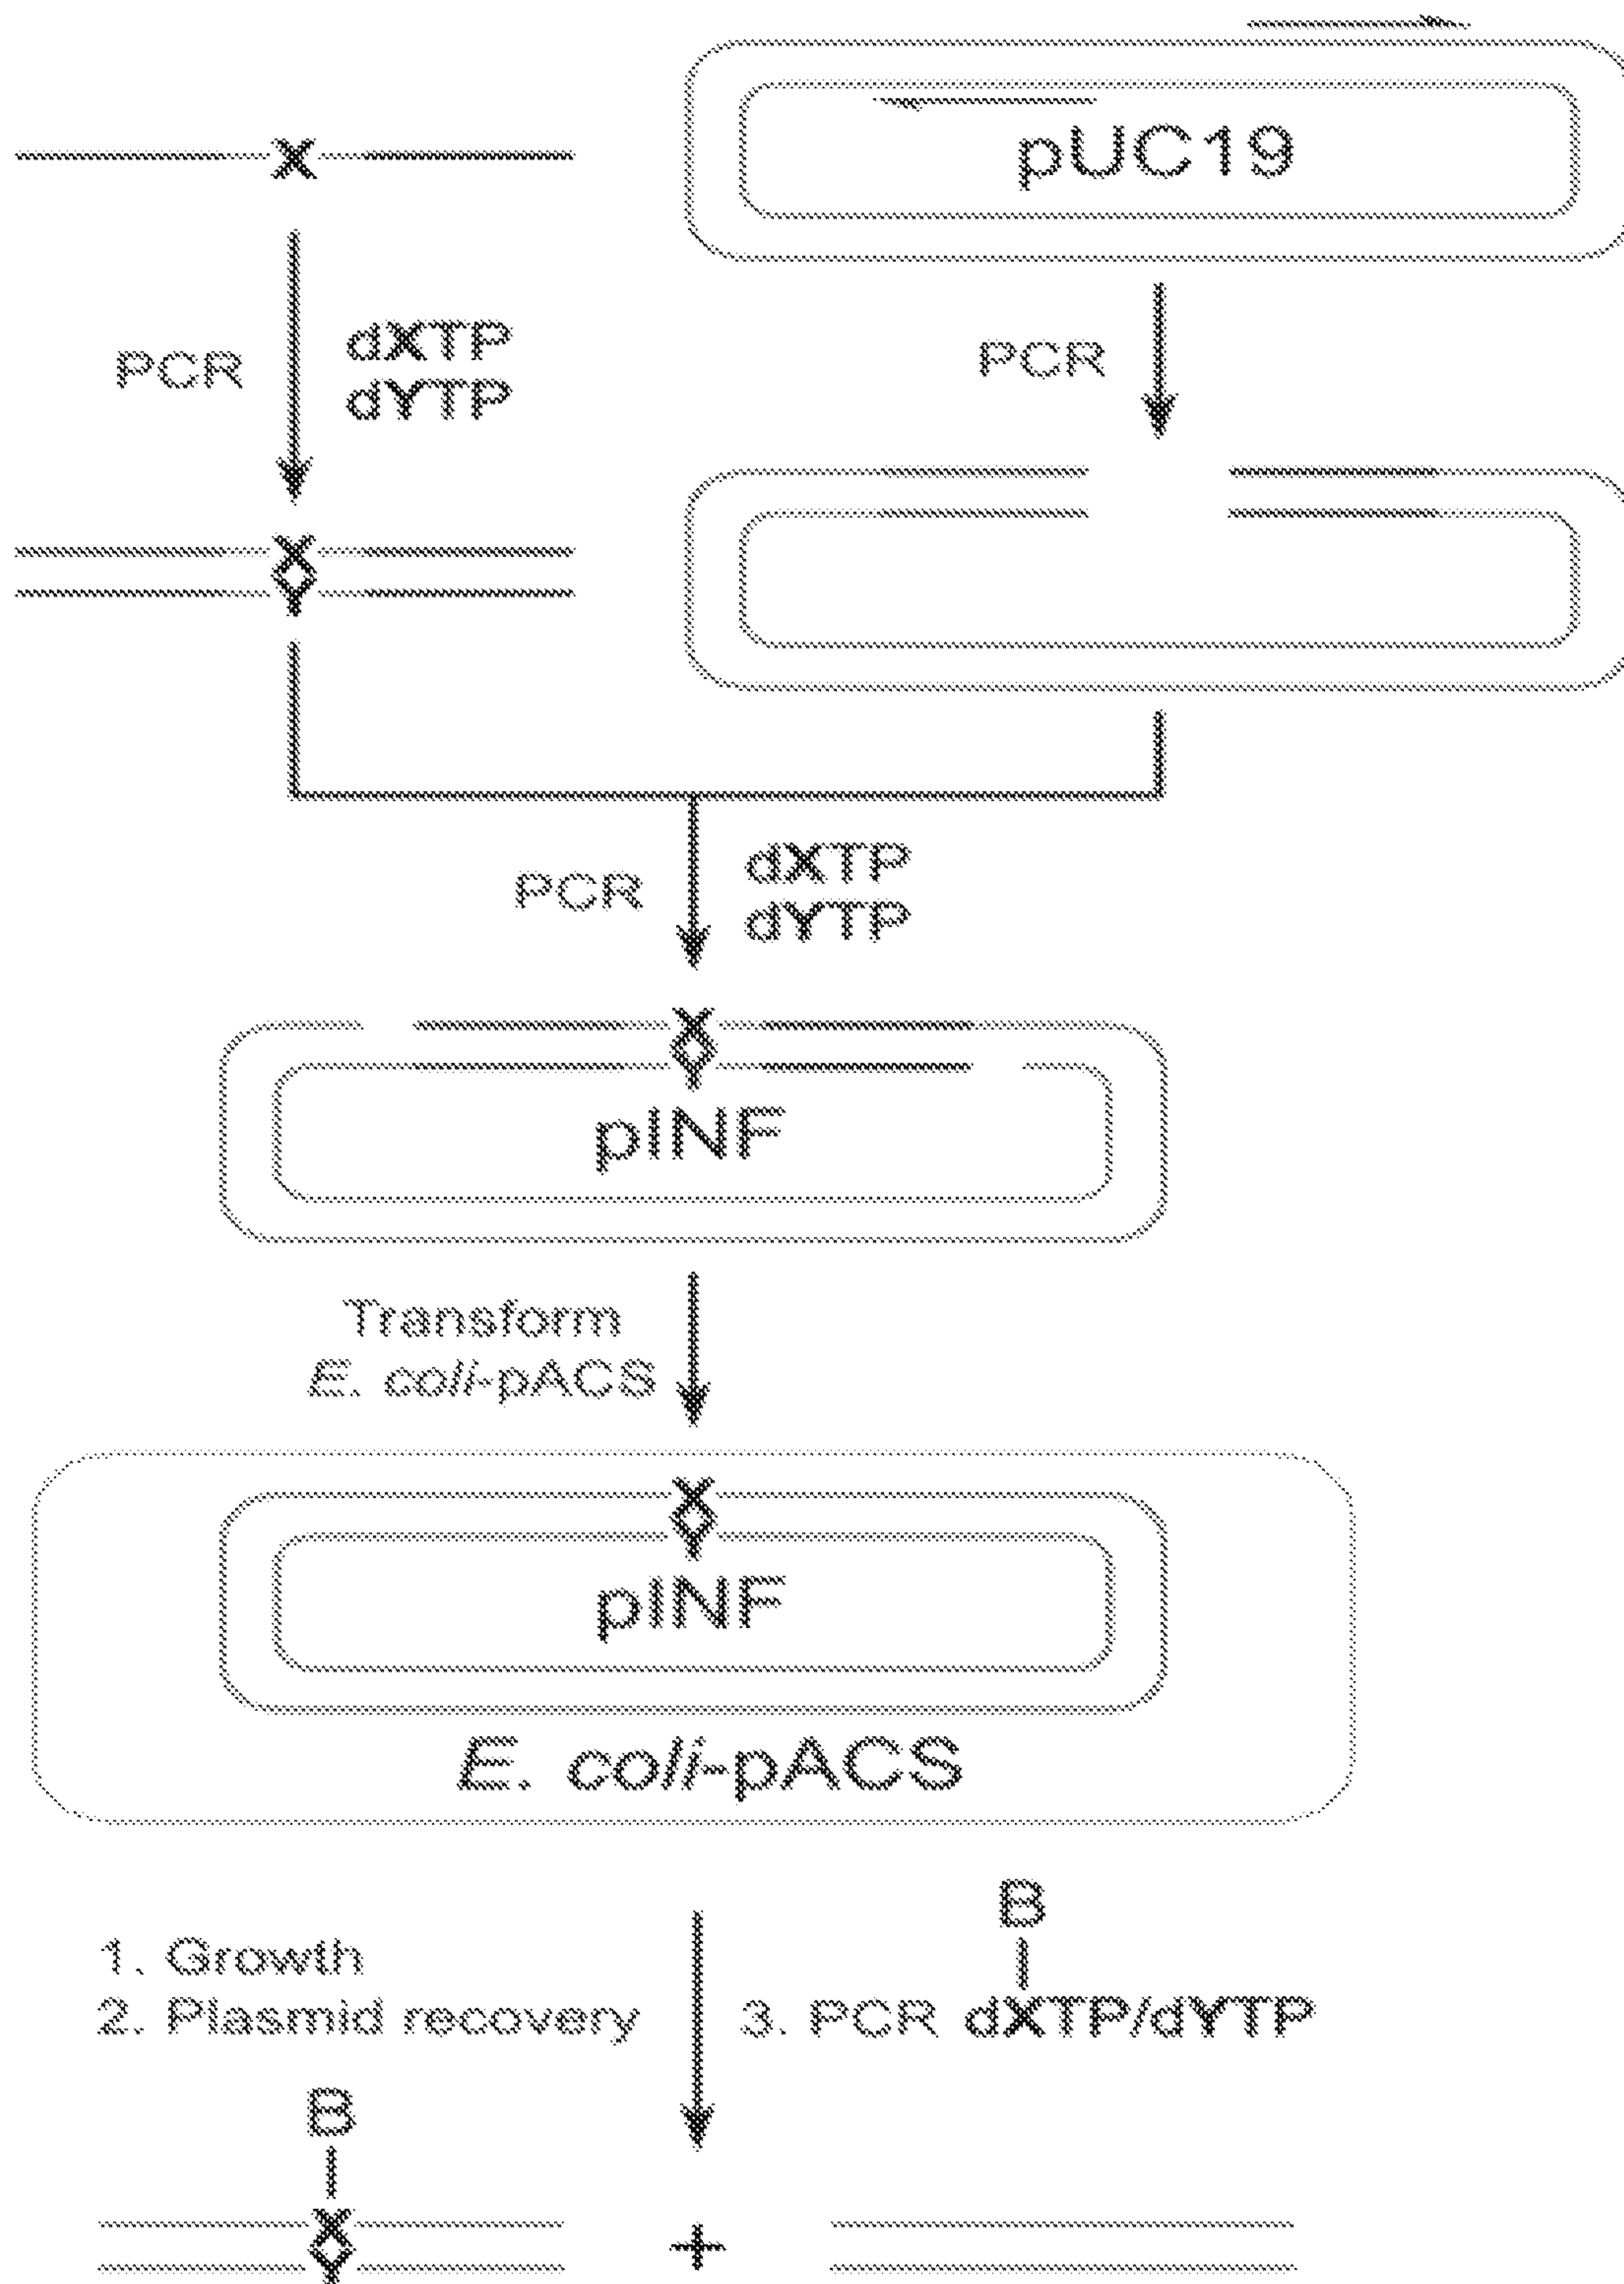 X
pUC19
PCR
dXTP
dYTP
PCR
X
Y
PCR
dXTP
dYTP
X
Y
pINF
Transform
E. coli-pACS
X
Y
pINF
E. coli-pACS
1. Growth
2. Plasmid recovery
B
3. PCR dXTP/dYTP
B
X
Y
+